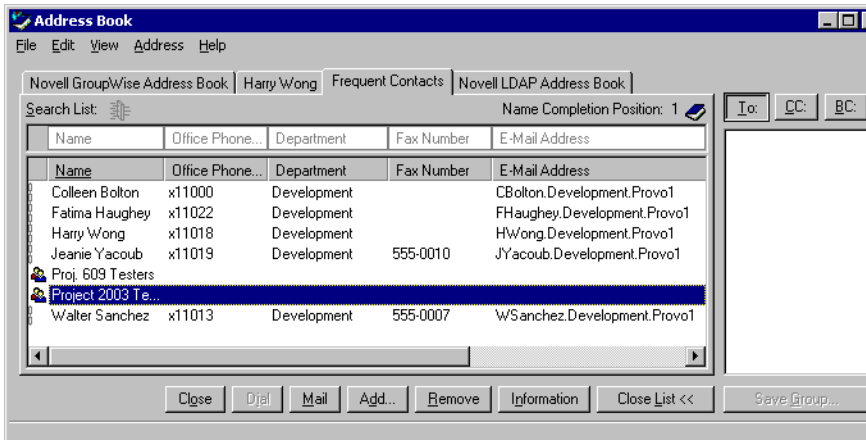 Address Book
File Edit View Address Help
Novell GroupWise Address Book Harry Wong Frequent Contacts Novell LDAP Address Book
Search List: Name Completion Position: 1 To: CC: BC:
Name Office Phone... Department Fax Number E-Mail Address
Name Office Phone... Department Fax Number E-Mail Address
Colleen Bolton x11000 Development CBolton.Development.Provo1
Fatima Haughey x11022 Development FHaughey.Development.Provo1
Harry Wong x11018 Development HWong.Development.Provo1
Jeanie Yacoub x11019 Development 555-0010 JYacoub.Development.Provo1
Proj. 609 Testers
Project 2003 Te...
Walter Sanchez x11013 Development 555-0007 WSanchez.Development.Provo1
Close Dial Mail Add... Remove Information Close List << Save Group...